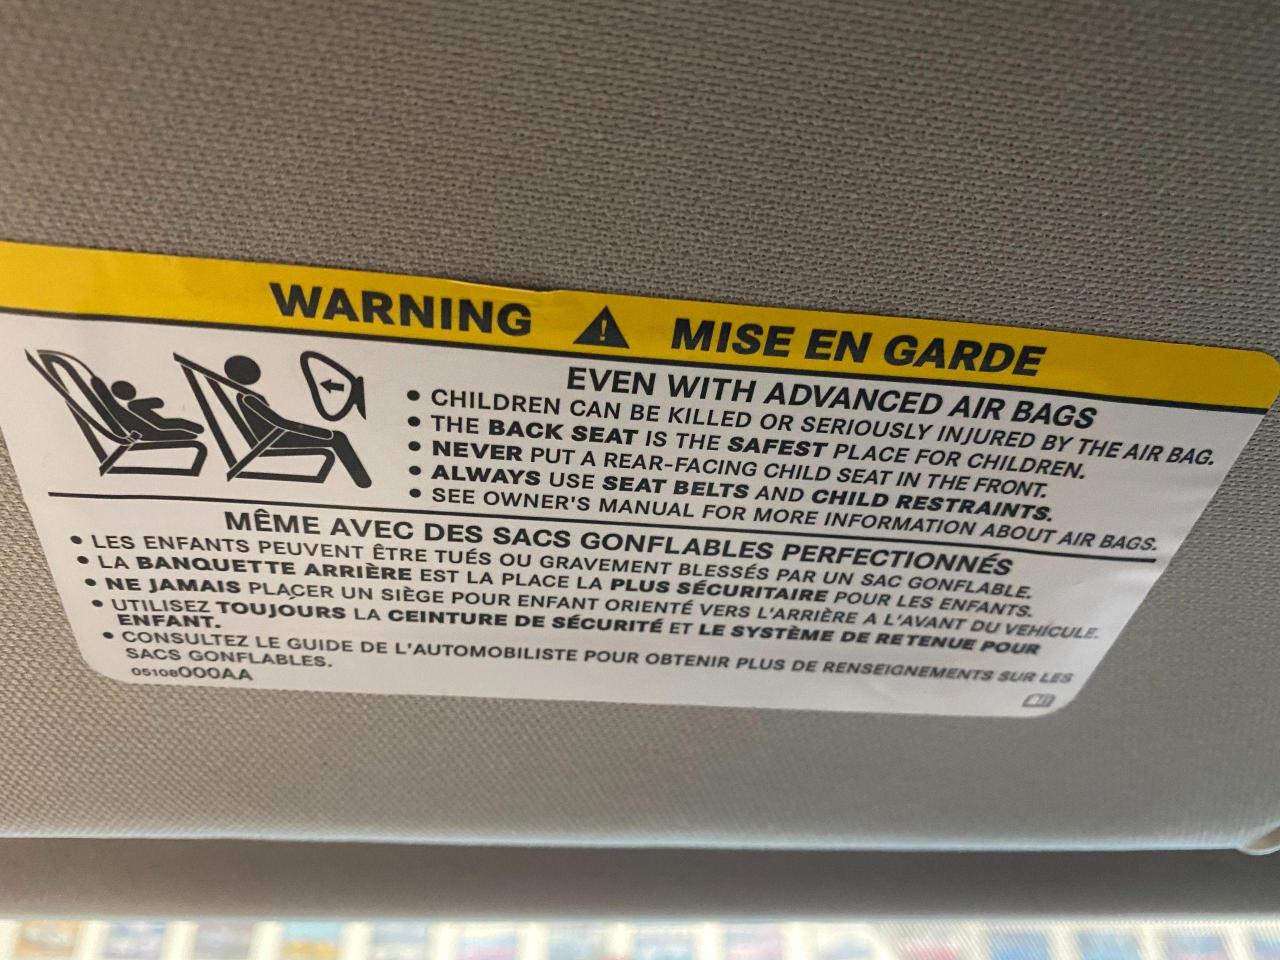 WARNING ⚠ MISE EN GARDE
EVEN WITH ADVANCED AIR BAGS
• CHILDREN CAN BE KILLED OR SERIOUSLY INJURED BY THE AIR BAG.
• THE BACK SEAT IS THE SAFEST PLACE FOR CHILDREN.
• NEVER PUT A REAR-FACING CHILD SEAT IN THE FRONT.
• ALWAYS USE SEAT BELTS AND CHILD RESTRAINTS.
• SEE OWNER'S MANUAL FOR MORE INFORMATION ABOUT AIR BAGS.
MÊME AVEC DES SACS GONFLABLES PERFECTIONNÉS
• LES ENFANTS PEUVENT ÊTRE TUÉS OU GRAVEMENT BLESSÉS PAR UN SAC GONFLABLE.
• LA BANQUETTE ARRIÈRE EST LA PLACE LA PLUS SÉCURITAIRE POUR LES ENFANTS.
• NE JAMAIS PLACER UN SIÈGE POUR ENFANT ORIENTÉ VERS L'ARRIÈRE A L'AVANT DU VEHICULE.
• UTILISEZ TOUJOURS LA CEINTURE DE SÉCURITÉ ET LE SYSTÈME DE RETENUE POUR
ENFANT.
• CONSULTEZ LE GUIDE DE L'AUTOMOBILISTE POUR OBTENIR PLUS DE RENSEIGNEMENTS SUR LES
SACS GONFLABLES.
05108000AA